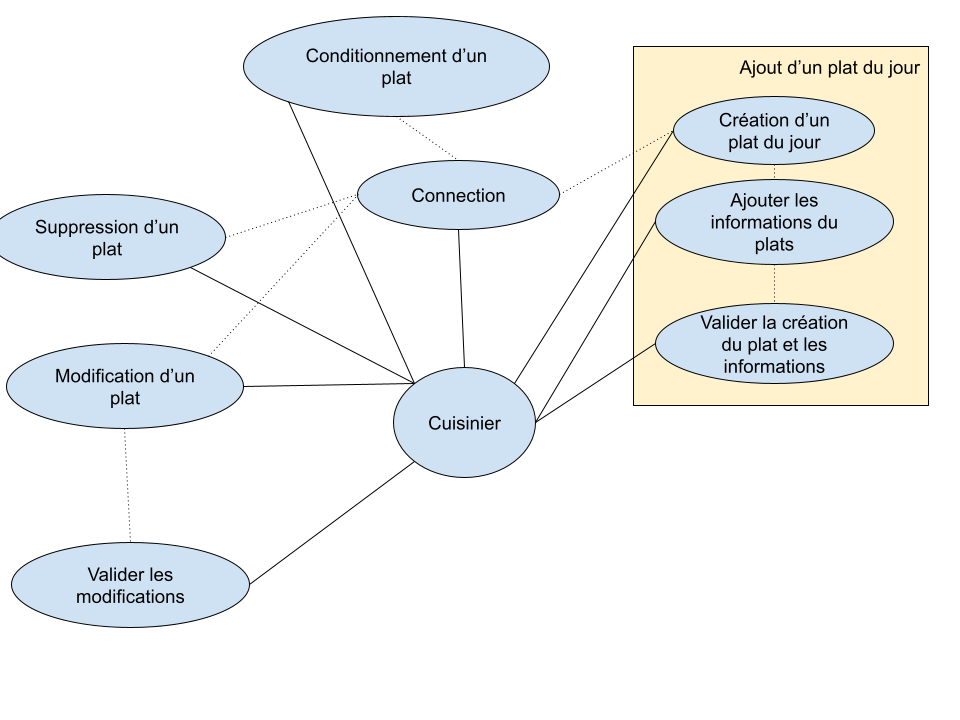 Conditionnement d'un
plat
Ajout d'un plat du jour
Création d'un
plat du jour
Connection
Ajouter les
informations du
plats
Suppression d'un
plat
Valider la création
du plat et les
informations
Modification d'un
plat
Cuisinier
Valider les
modifications